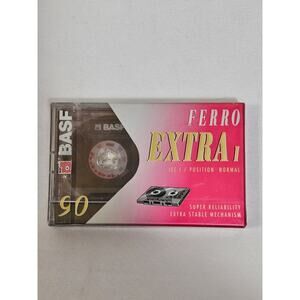 BASF
90
BASF
FERRO
EXTRA I
IEC I / POSITION NORMAL
SUPER RELIABILITY
EXTRA STABLE MECHANISM